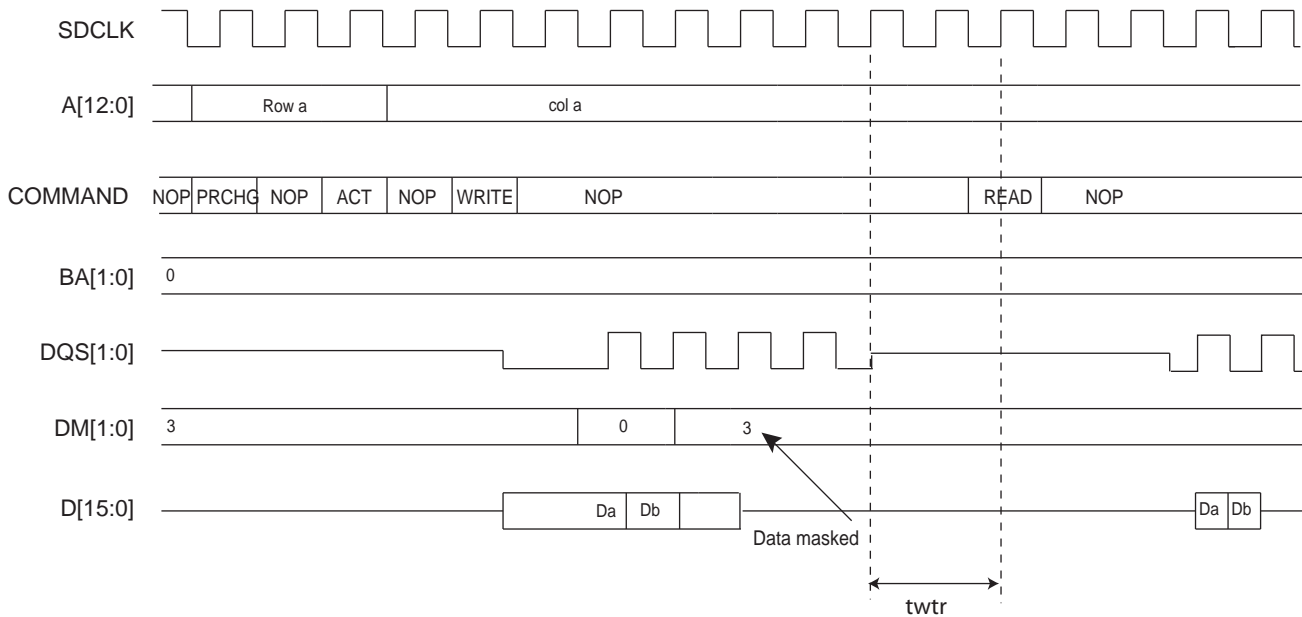 SDCLK
A[12:0] Row a col a
COMMAND NOP PRCHG NOP ACT NOP WRITE NOP READ NOP
BA[1:0] 0
DQS[1:0]
DM[1:0] 3 0 3
D[15:0] Da Db Da Db
Data masked
twtr